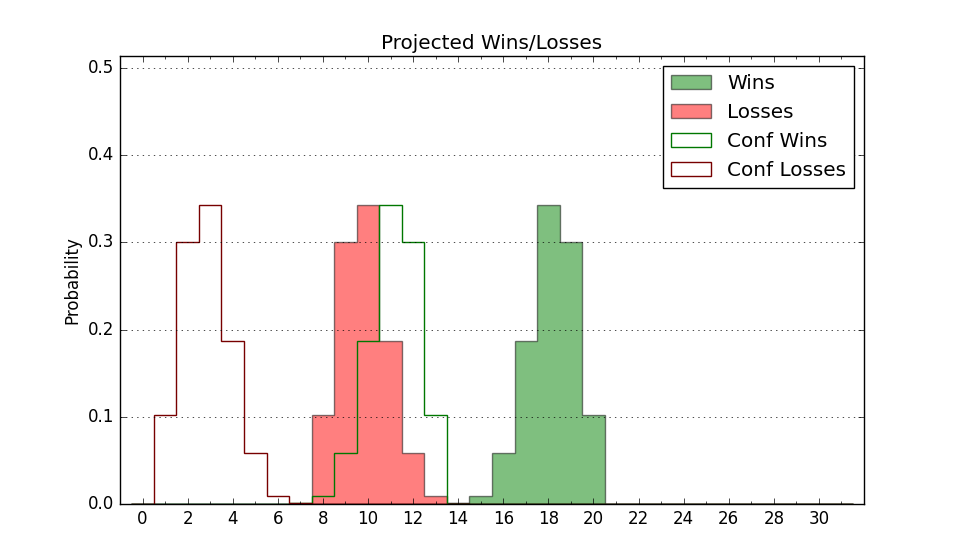 Projected Wins/Losses
0.5
0.4
0.3
0.2
0.1
0.0
Probability
Wins
Losses
Conf Wins
Conf Losses
0 2 4 6 8 10 12 14 16 18 20 22 24 26 28 30